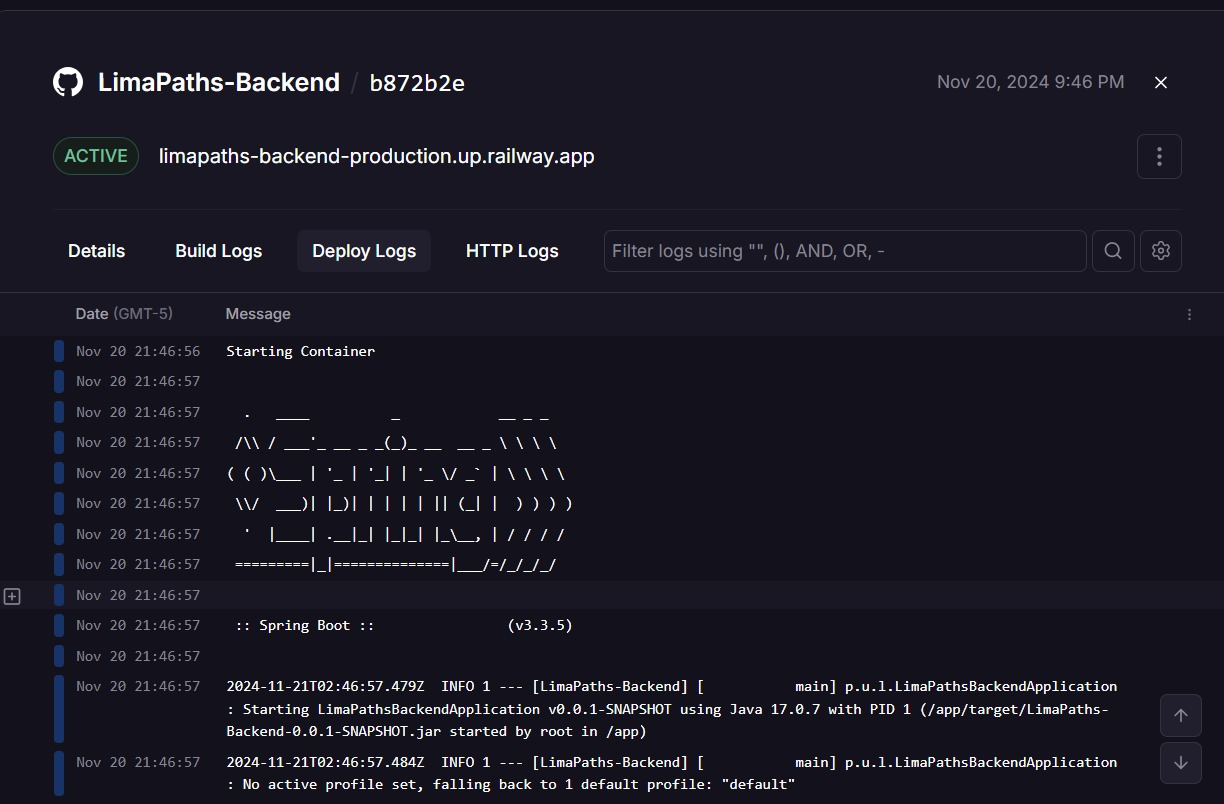 LimaPaths-Backend / b872b2e
Nov 20, 2024 9:46 PM
ACTIVE
limapaths-backend-production.up.railway.app
Details
Build Logs
Deploy Logs
HTTP Logs
Filter logs using "", (), AND, OR, -
Date (GMT-5) Message
Nov 20 21:46:56 Starting Container
Nov 20 21:46:57
Nov 20 21:46:57   .   ____          _            __ _ _
Nov 20 21:46:57  /\\ / ___'_ __ _ _(_)_ __  __ _ \ \ \ \
Nov 20 21:46:57 ( ( )\___ | '_ | '_| | '_ \/ _` | \ \ \ \
Nov 20 21:46:57  \\/  ___)| |_)| | | | | || (_| |  ) ) ) )
Nov 20 21:46:57   '  |____| .__|_| |_|_| |_\__, | / / / /
Nov 20 21:46:57  =========|_|==============|___/=/_/_/_/
Nov 20 21:46:57
Nov 20 21:46:57  :: Spring Boot ::                (v3.3.5)
Nov 20 21:46:57
Nov 20 21:46:57 2024-11-21T02:46:57.479Z  INFO 1 --- [LimaPaths-Backend] [           main] p.u.l.LimaPathsBackendApplication
: Starting LimaPathsBackendApplication v0.0.1-SNAPSHOT using Java 17.0.7 with PID 1 (/app/target/LimaPaths-
Backend-0.0.1-SNAPSHOT.jar started by root in /app)
Nov 20 21:46:57 2024-11-21T02:46:57.484Z  INFO 1 --- [LimaPaths-Backend] [           main] p.u.l.LimaPathsBackendApplication
: No active profile set, falling back to 1 default profile: "default"